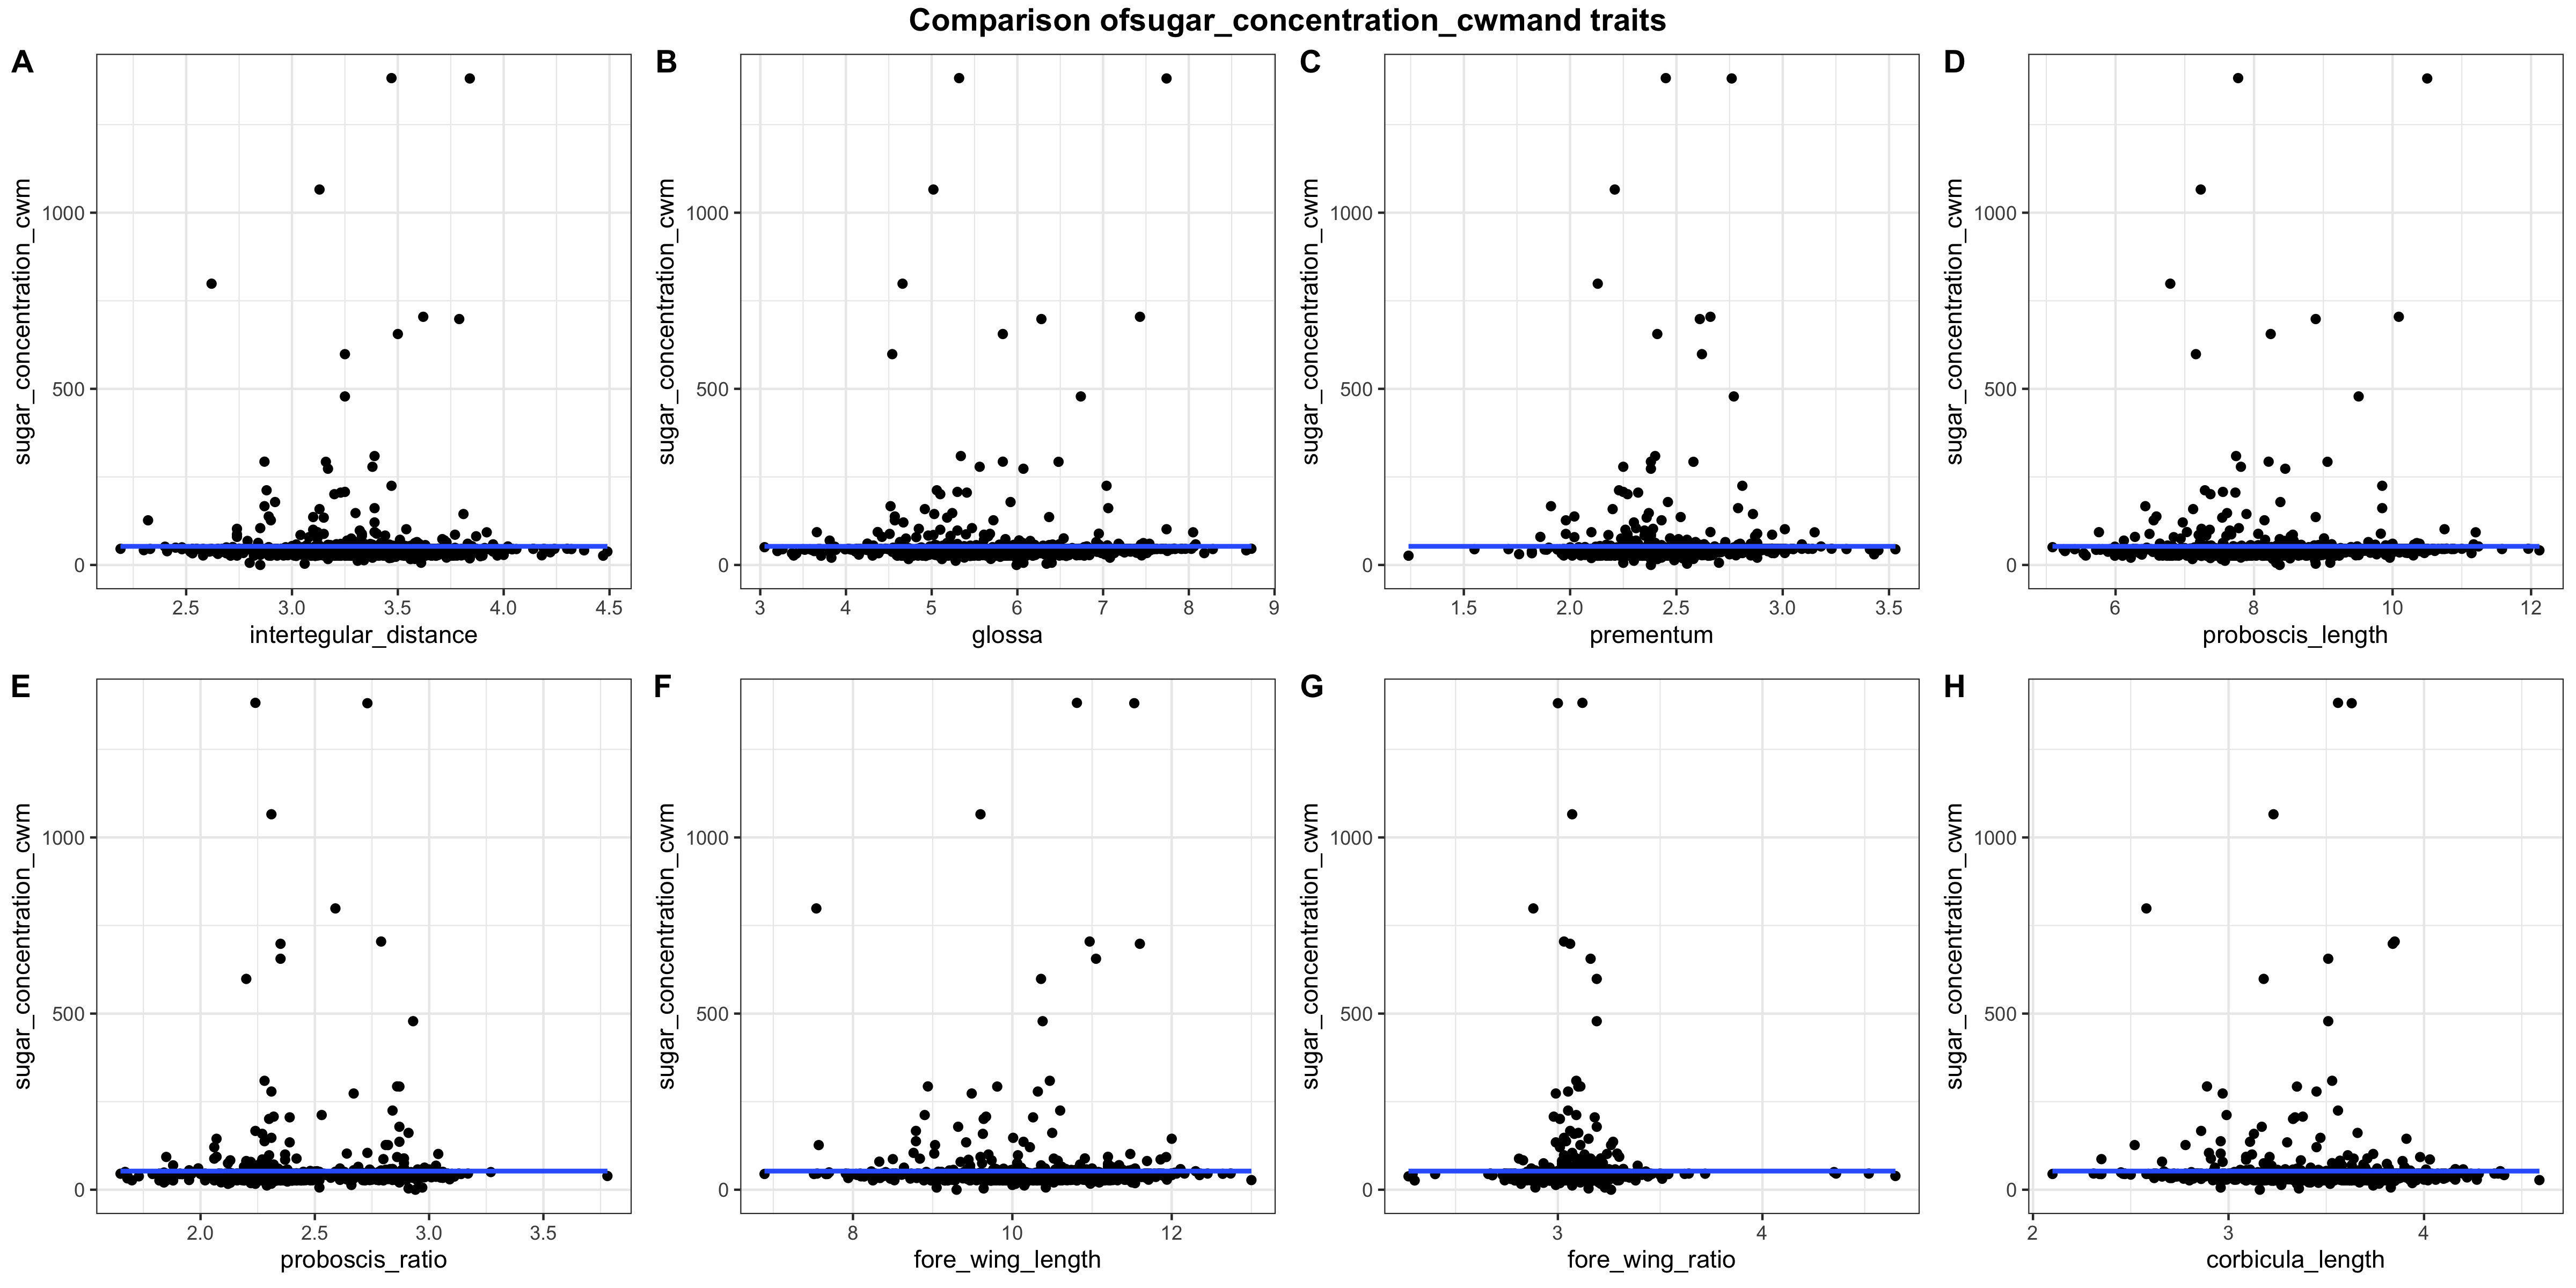 Comparison ofsugar_concentration_cwmand traits
A
sugar_concentration_cwm
1000
500
0
2.5 3.0 3.5 4.0 4.5
intertegular_distance
B
sugar_concentration_cwm
1000
500
0
3 4 5 6 7 8 9
glossa
C
sugar_concentration_cwm
1000
500
0
1.5 2.0 2.5 3.0 3.5
prementum
D
sugar_concentration_cwm
1000
500
0
6 8 10 12
proboscis_length
E
sugar_concentration_cwm
1000
500
0
2.0 2.5 3.0 3.5
proboscis_ratio
F
sugar_concentration_cwm
1000
500
0
8 10 12
fore_wing_length
G
sugar_concentration_cwm
1000
500
0
3 4
fore_wing_ratio
H
sugar_concentration_cwm
1000
500
0
2 3 4
corbicula_length